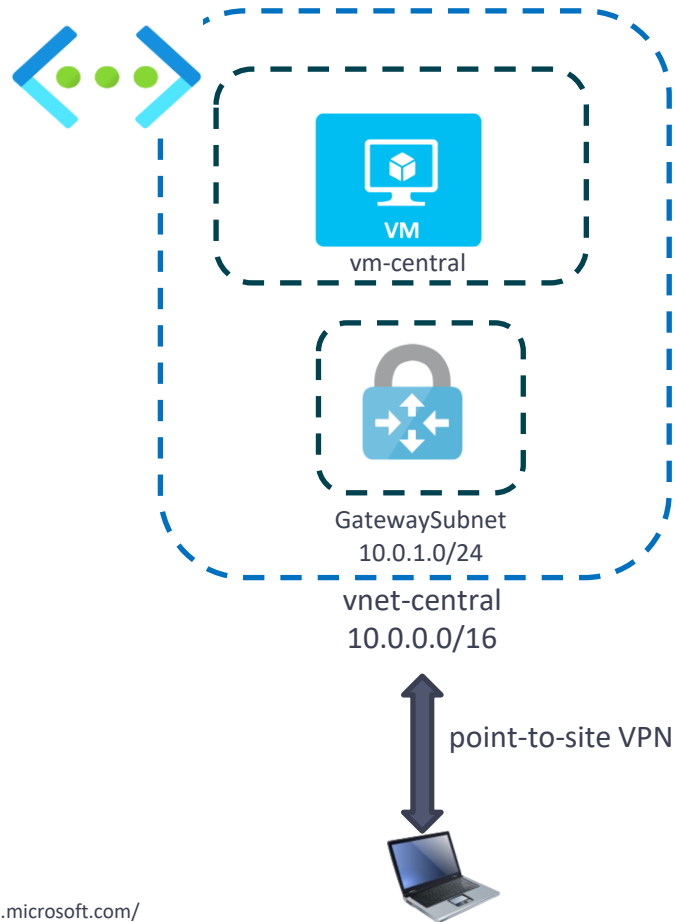 VM
vm-central
GatewaySubnet
10.0.1.0/24
vnet-central
10.0.0.0/16
point-to-site VPN
.microsoft.com/